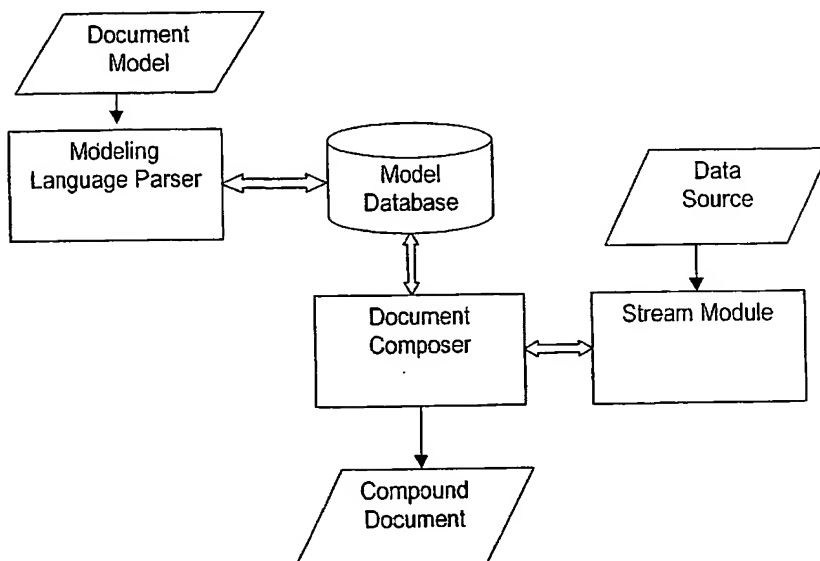 Document
Model
Modeling
Language Parser
Model
Database
Data
Source
Document
Composer
Stream Module
Compound
Document